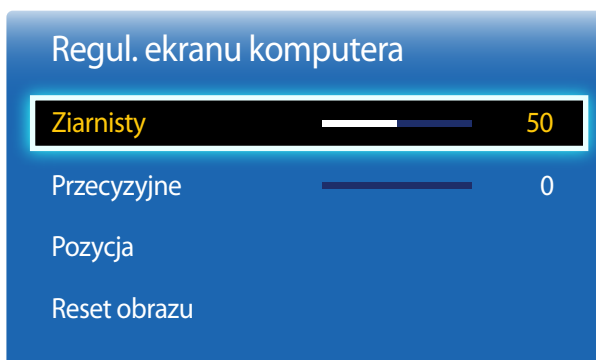 Regul. ekranu komputera
Ziarnisty 50
Przecyzyjne 0
Pozycja
Reset obrazu